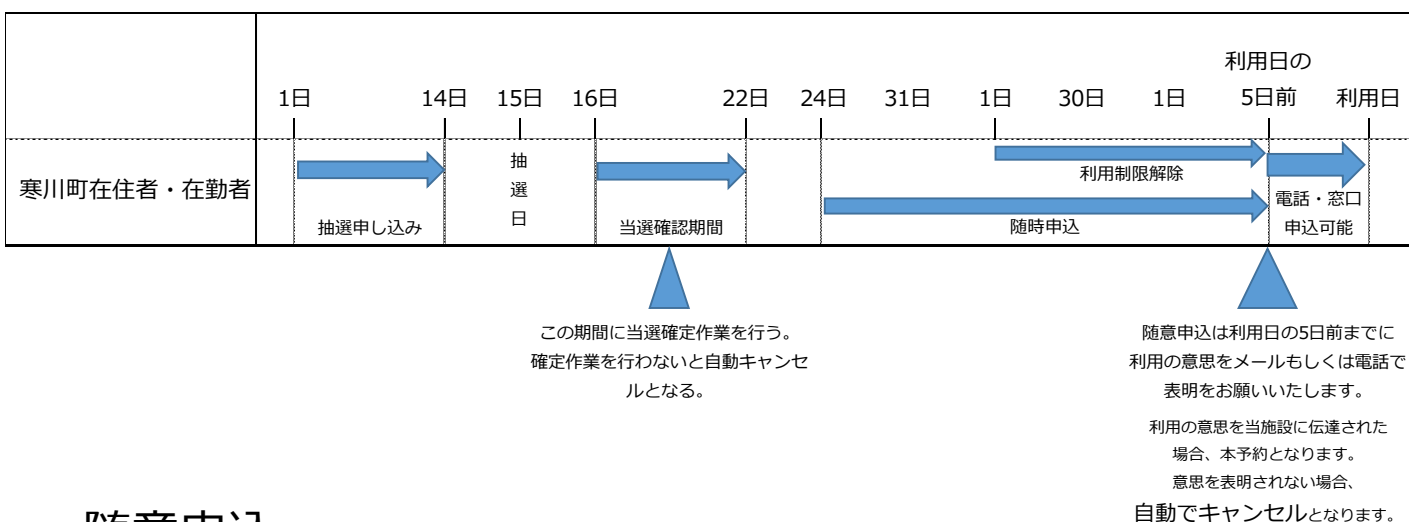 利用日の
1日 14日 15日 16日 22日 24日 31日 1日 30日 1日 5日前 利用日
寒川町在住者・在勤者
抽選申し込み
抽
選
日
当選確認期間
利用制限解除
随時申込
電話・窓口
申込可能
この期間に当選確定作業を行う。
確定作業を行わないと自動キャンセ
ルとなる。
随意申込は利用日の5日前までに
利用の意思をメールもしくは電話で
表明をお願いいたします。
利用の意思を当施設に伝達された
場合、本予約となります。
意思を表明されない場合、
自動でキャンセルとなります。
随意申込